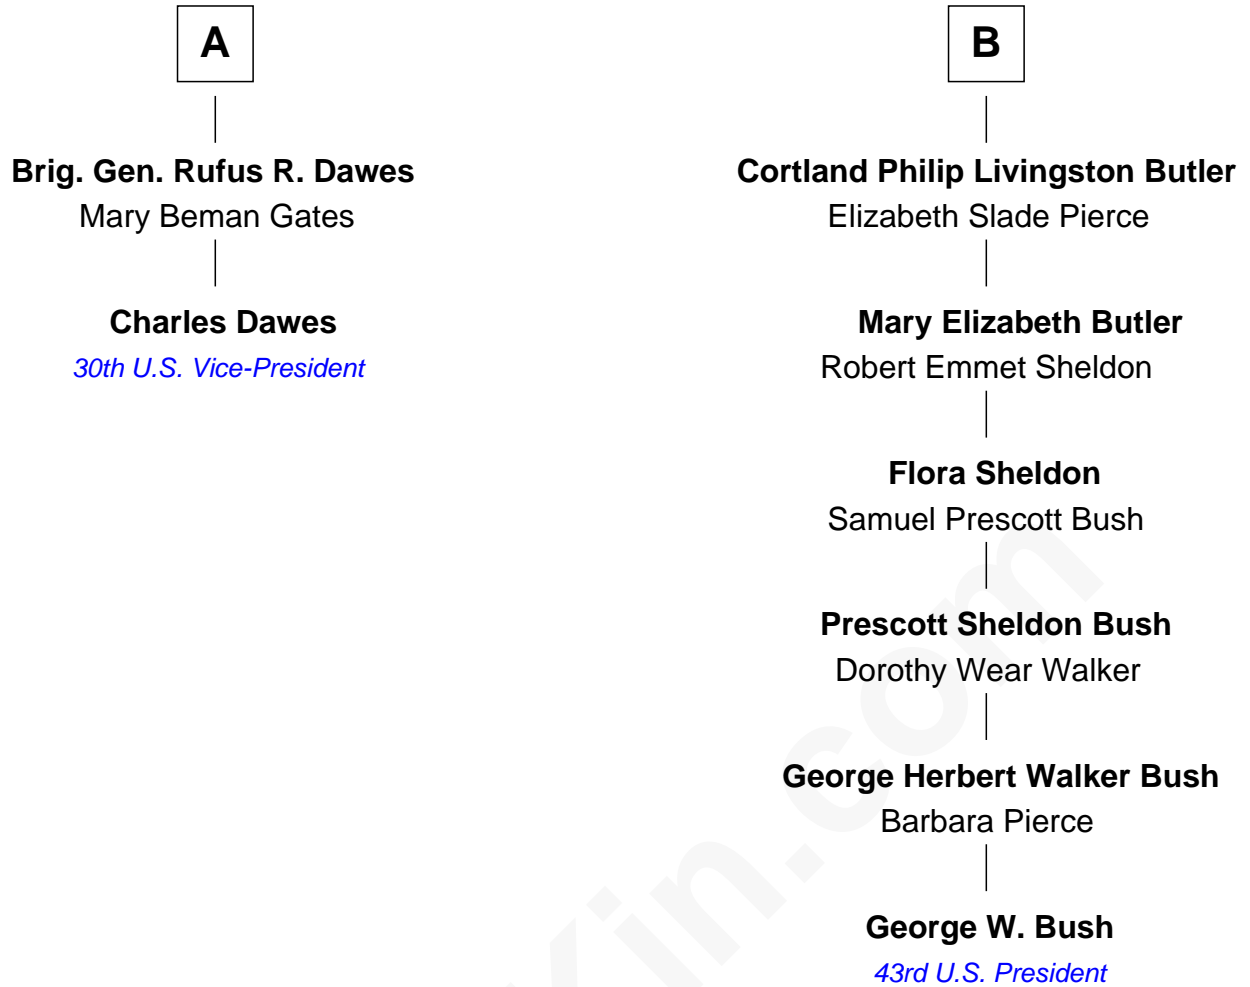 A
Brig. Gen. Rufus R. Dawes
Mary Beman Gates
Charles Dawes
30th U.S. Vice-President
B
Cortland Philip Livingston Butler
Elizabeth Slade Pierce
Mary Elizabeth Butler
Robert Emmet Sheldon
Flora Sheldon
Samuel Prescott Bush
Prescott Sheldon Bush
Dorothy Wear Walker
George Herbert Walker Bush
Barbara Pierce
George W. Bush
43rd U.S. President
Kin.com